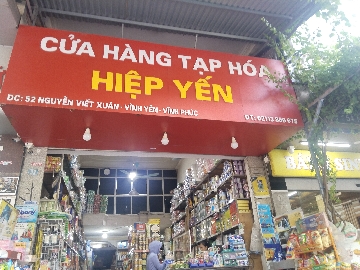 CỬA HÀNG TẠP HÓA
HIỆP YẾN
ĐC: 52 NGUYỄN VIẾT XUÂN - VĨNH YÊN - VĨNH PHÚC